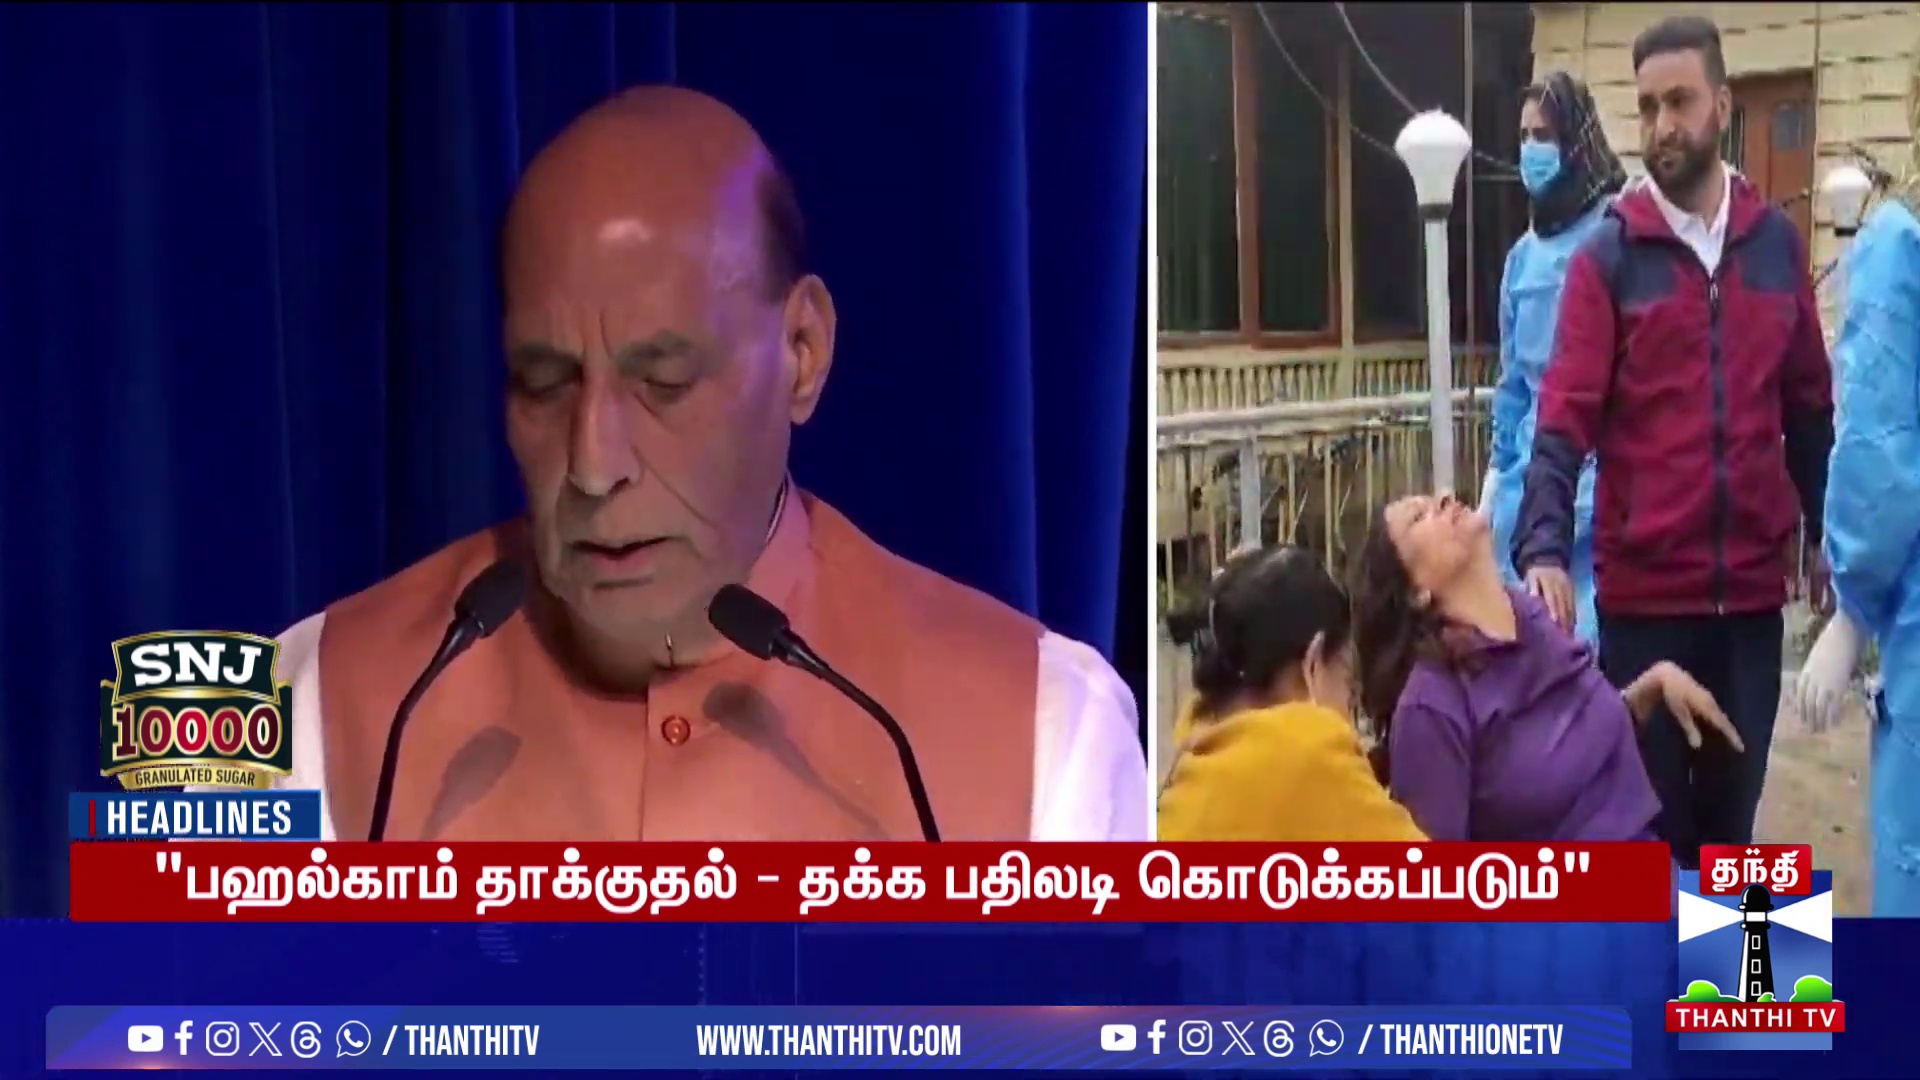 SNJ
10000
GRANULATED SUGAR
HEADLINES
"பஹல்காம் தாக்குதல் - தக்க பதிலடி கொடுக்கப்படும்"
தந்தி
THANTHI TV
/ THANTHITV
WWW.THANTHITV.COM
/ THANTHIONETV